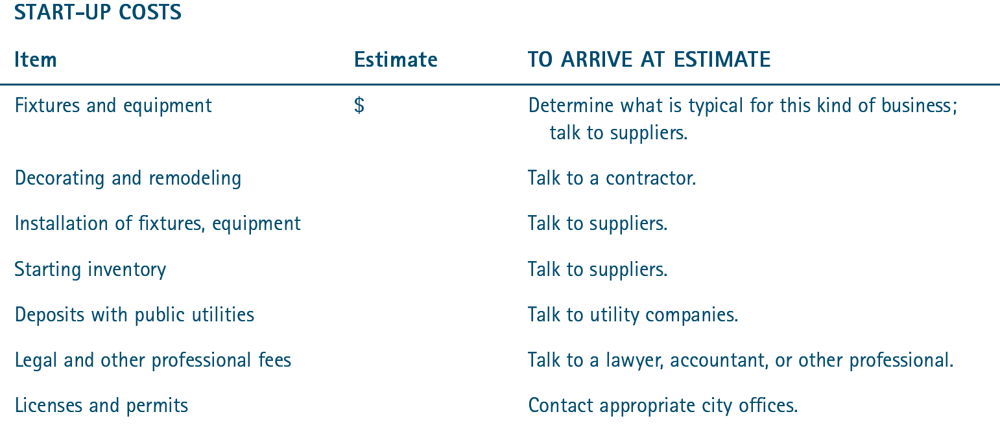 START-UP COSTS
Item Estimate TO ARRIVE AT ESTIMATE
Fixtures and equipment $ Determine what is typical for this kind of business;
talk to suppliers.
Decorating and remodeling Talk to a contractor.
Installation of fixtures, equipment Talk to suppliers.
Starting inventory Talk to suppliers.
Deposits with public utilities Talk to utility companies.
Legal and other professional fees Talk to a lawyer, accountant, or other professional.
Licenses and permits Contact appropriate city offices.